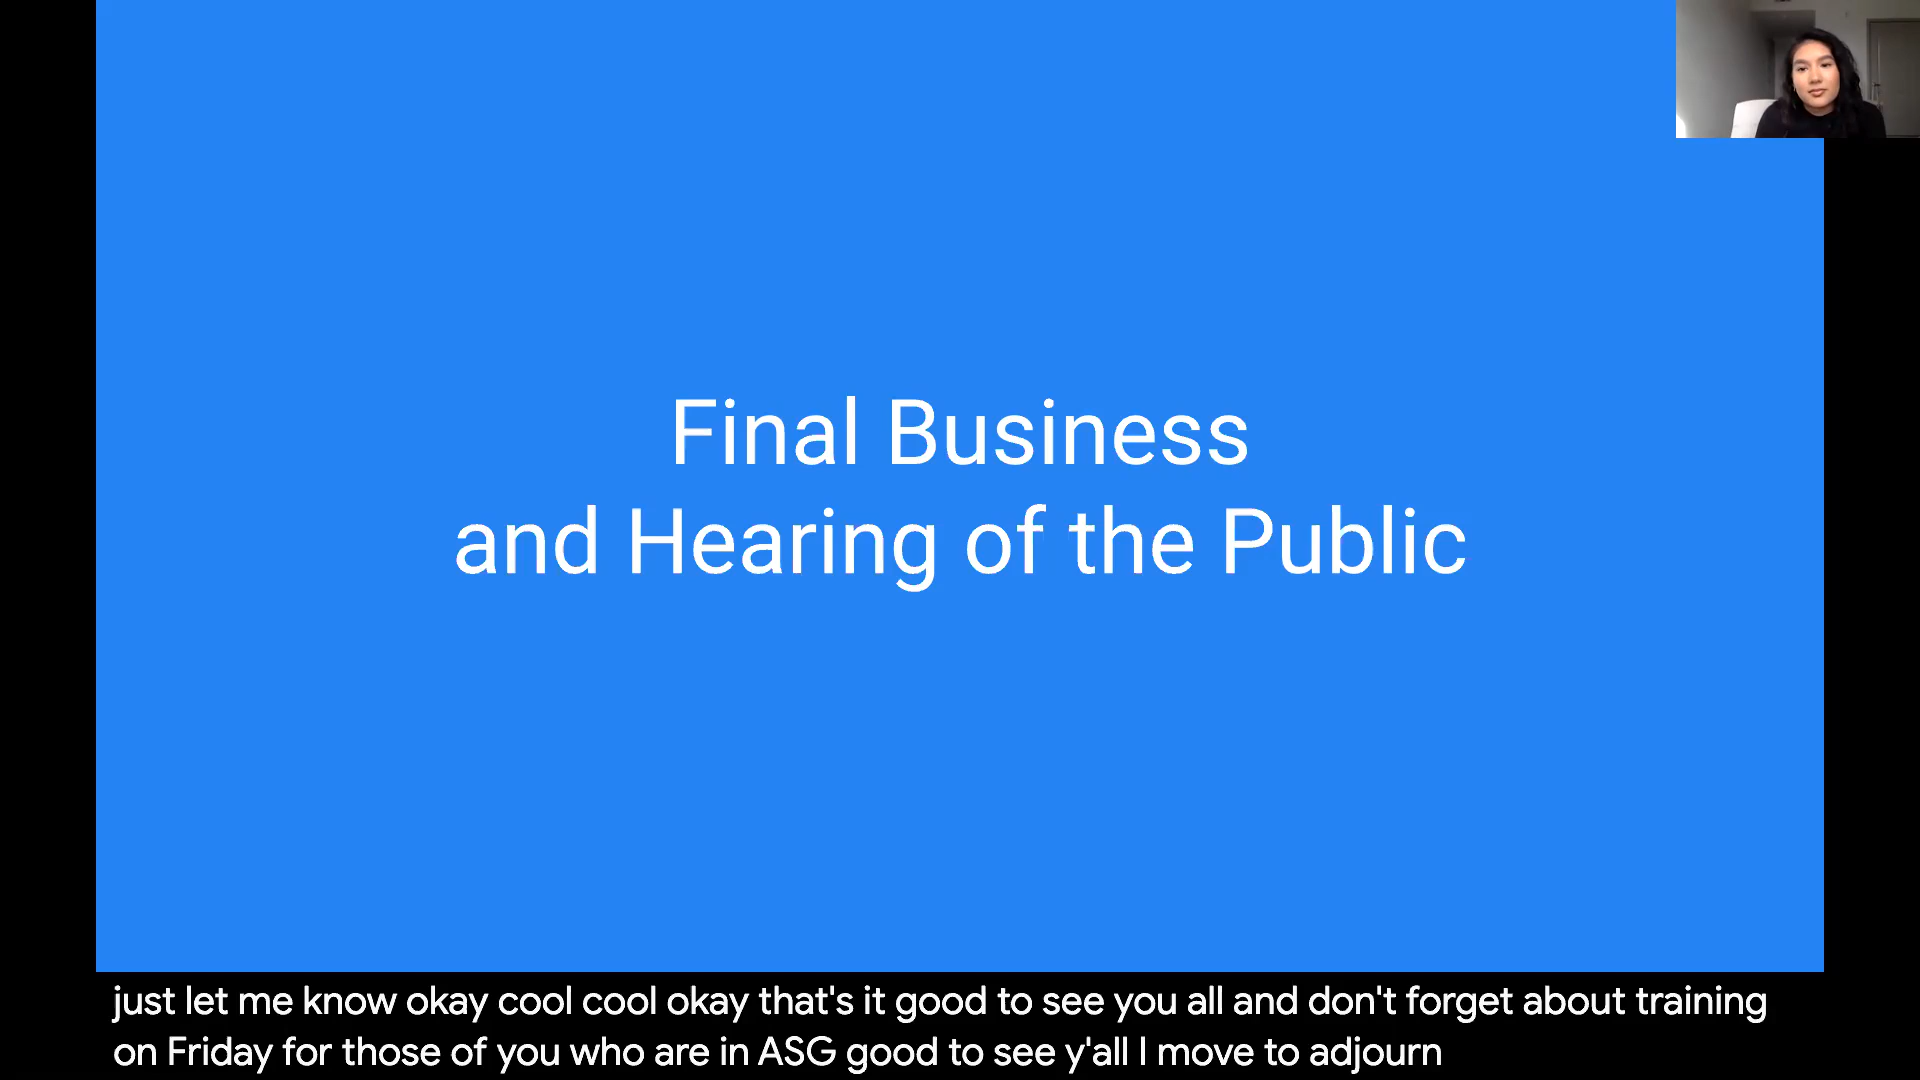 Final Business
and Hearing of the Public
just let me know okay cool cool okay that's it good to see you all and don't forget about training
on Friday for those of you who are in ASG good to see y'all I move to adjourn